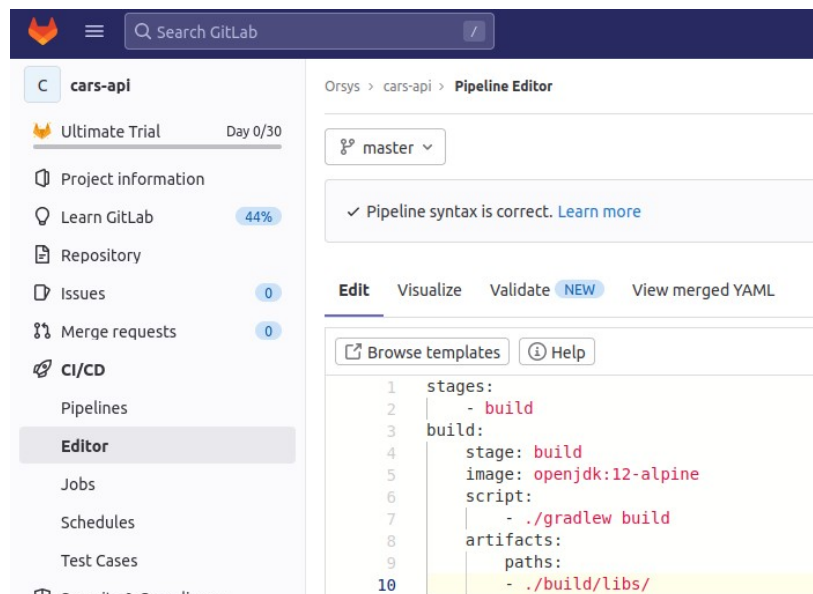 Search GitLab /
C cars-api
Ultimate Trial Day 0/30
Project information
Learn GitLab 44%
Repository
Issues 0
Merge requests 0
CI/CD
Pipelines
Editor
Jobs
Schedules
Test Cases
Orsys > cars-api > Pipeline Editor
master
Pipeline syntax is correct. Learn more
Edit Visualize Validate NEW View merged YAML
Browse templates Help
1 stages:
2 - build
3 build:
4 stage: build
5 image: openjdk:12-alpine
6 script:
7 - ./gradlew build
8 artifacts:
9 paths:
10 - ./build/libs/